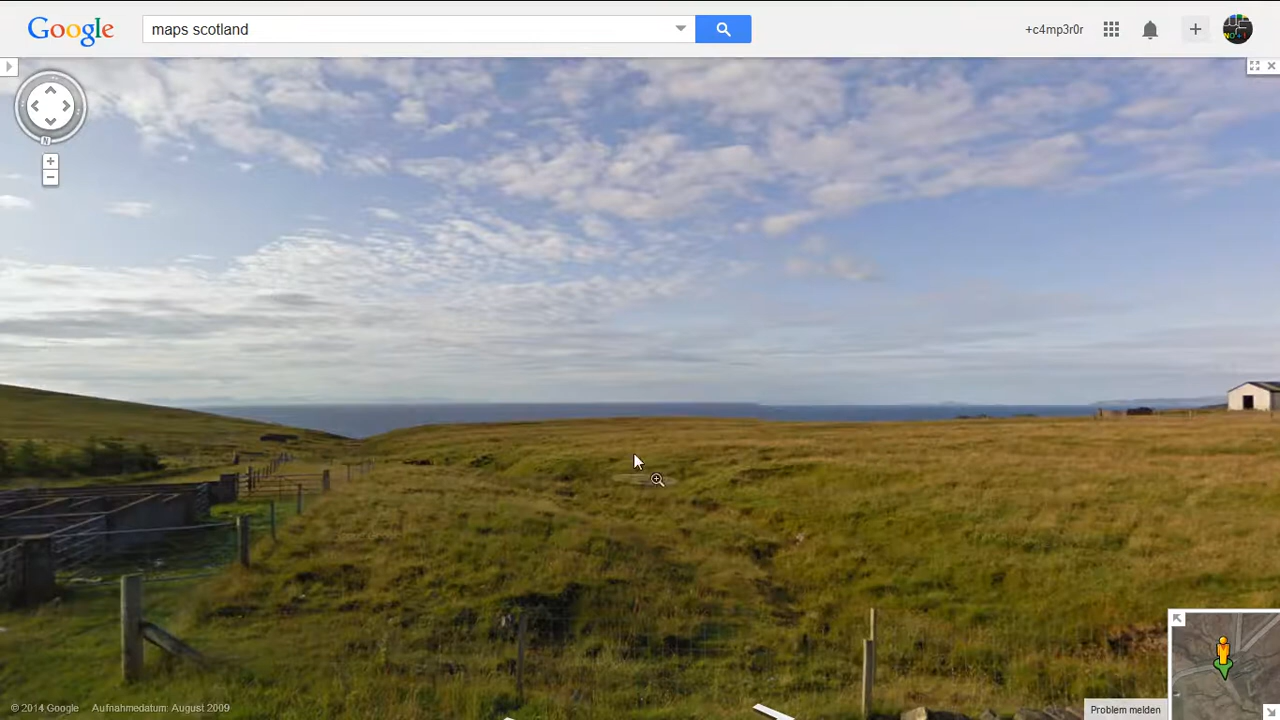 Google
maps scotland
+c4mp3r0r
N
© 2014 Google
Aufnahmedatum: August 2009
Problem melden